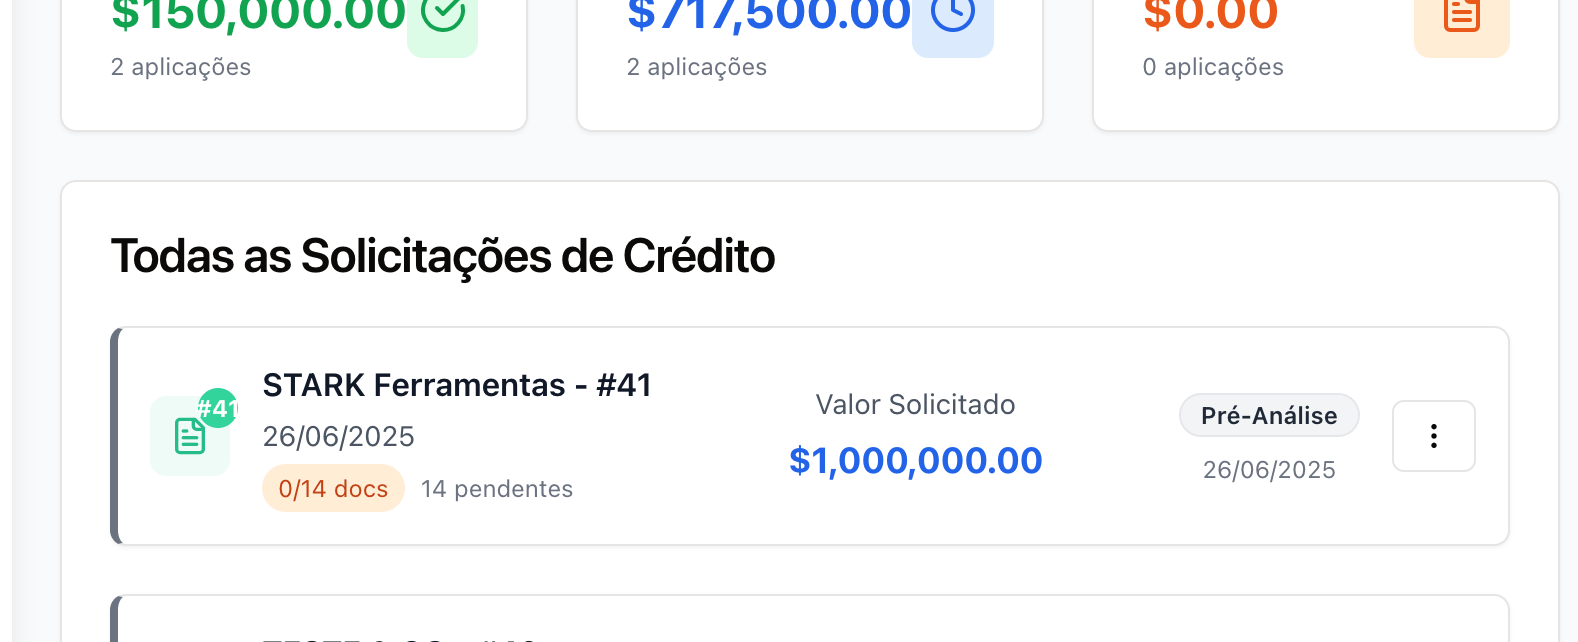 $150,000.00
2 aplicações
$717,500.00
2 aplicações
$0.00
0 aplicações
Todas as Solicitações de Crédito
#41
STARK Ferramentas - #41
26/06/2025
0/14 docs
14 pendentes
Valor Solicitado
$1,000,000.00
Pré-Análise
26/06/2025